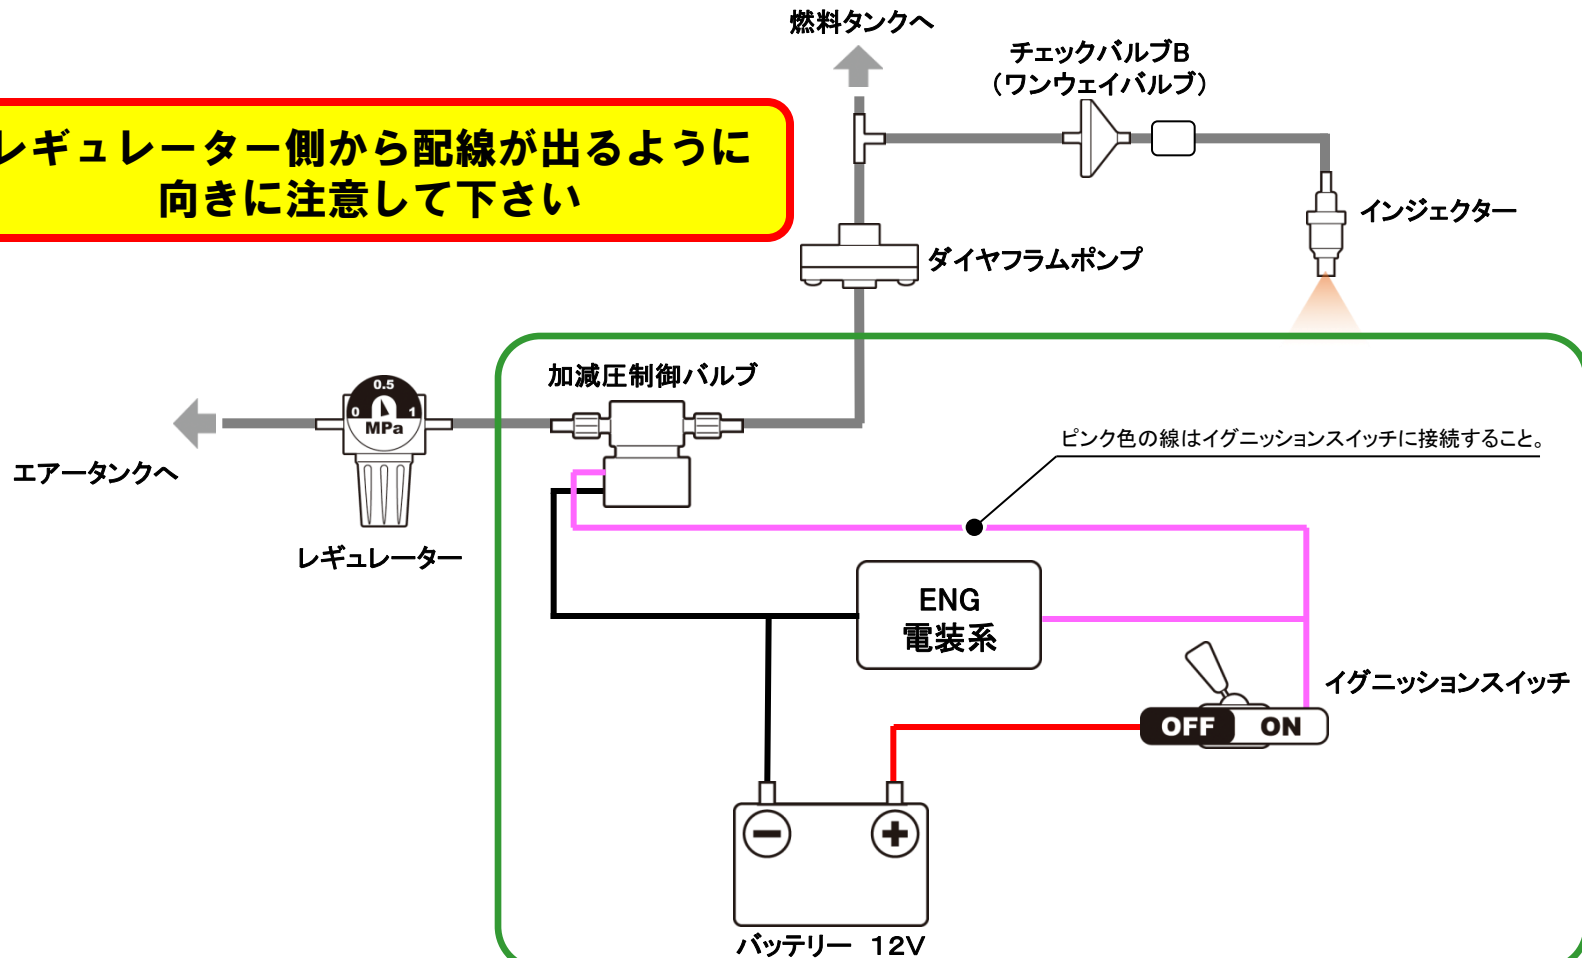 燃料タンクへ
チェックバルブB
（ワンウェイバルブ）
レギュレーター側から配線が出るように
向きに注意して下さい
インジェクター
ダイヤフラムポンプ
加減圧制御バルブ
0.5
0 1
MPa
ピンク色の線はイグニッションスイッチに接続すること。
エアータンクへ
レギュレーター
ENG
電装系
イグニッションスイッチ
OFF ON
バッテリー 12V